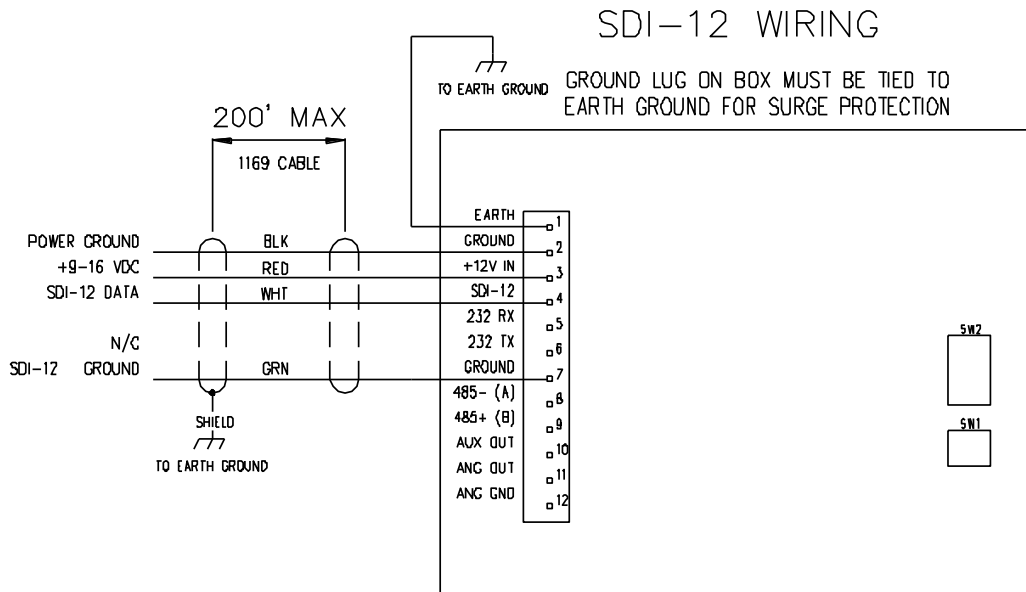 SDI-12 WIRING
TO EARTH GROUND
GROUND LUG ON BOX MUST BE TIED TO
EARTH GROUND FOR SURGE PROTECTION
200' MAX
1169 CABLE
EARTH 1
POWER GROUND BLK GROUND 2
+9-16 VDC RED +12V IN 3
SDI-12 DATA WHT SDI-12 4
232 RX 5
N/C 232 TX 6
SDI-12 GROUND GRN GROUND 7
485- (A) 8
485+ (B) 9
AUX OUT 10
ANG OUT 11
ANG GND 12
SHIELD
TO EARTH GROUND
SW2
SW1